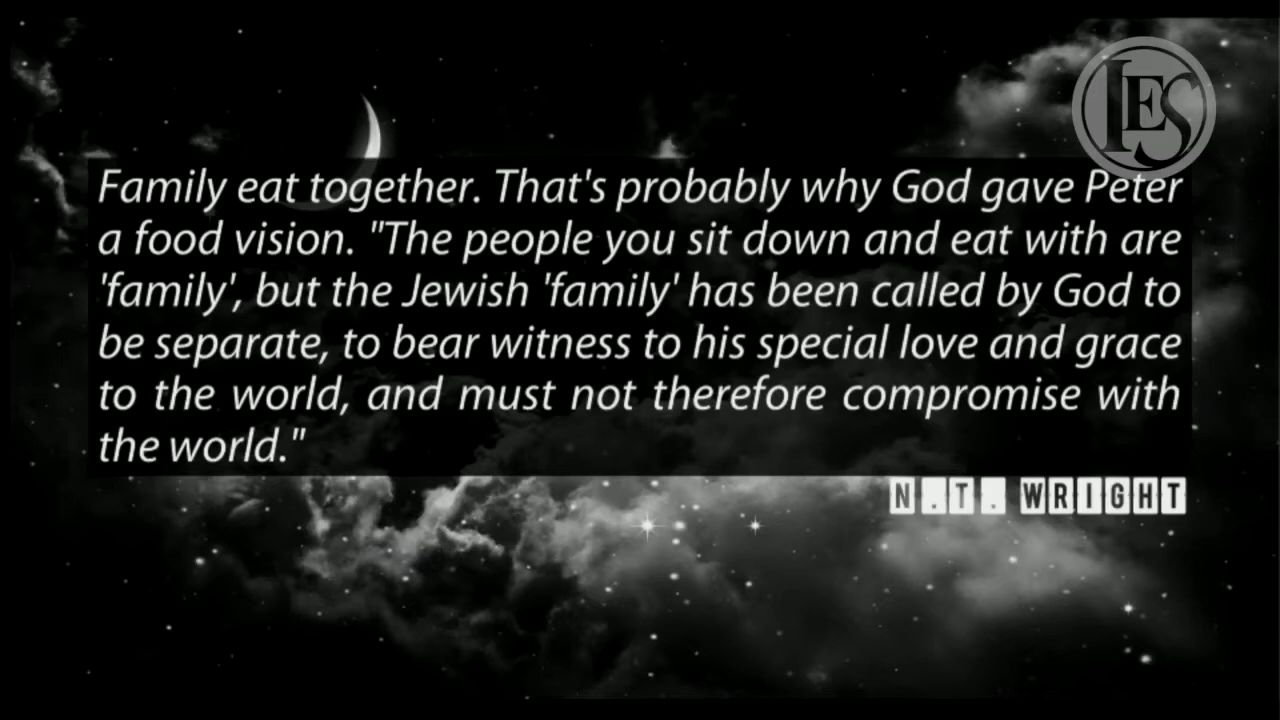 LES
Family eat together. That's probably why God gave Peter
a food vision. "The people you sit down and eat with are
'family', but the Jewish 'family' has been called by God to
be separate, to bear witness to his special love and grace
to the world, and must not therefore compromise with
the world."
N.T. WRIGHT